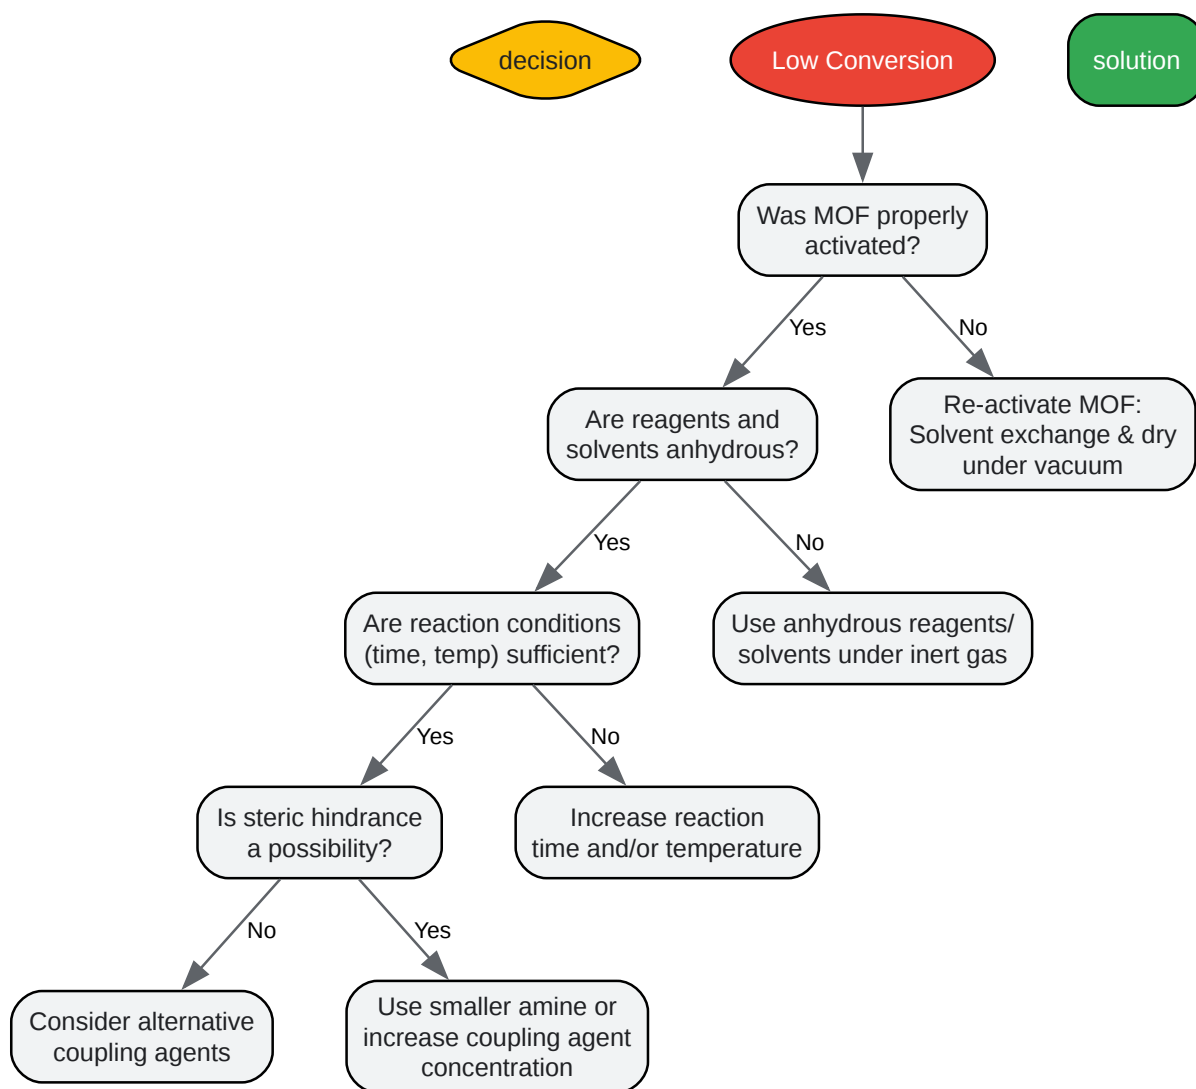 decision
Low Conversion
solution
Was MOF properly
activated?
Yes
No
Are reagents and
solvents anhydrous?
Re-activate MOF:
Solvent exchange & dry
under vacuum
Yes
No
Are reaction conditions
(time, temp) sufficient?
Use anhydrous reagents/
solvents under inert gas
Yes
No
Is steric hindrance
a possibility?
Increase reaction
time and/or temperature
No
Yes
Consider alternative
coupling agents
Use smaller amine or
increase coupling agent
concentration